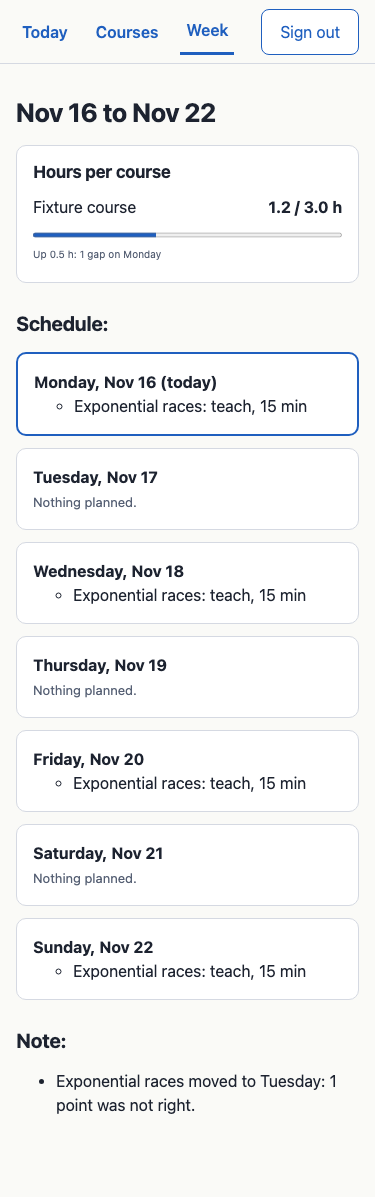 Today
Courses
Week
Sign out
Nov 16 to Nov 22
Hours per course
Fixture course
1.2 / 3.0 h
Up 0.5 h: 1 gap on Monday
Schedule:
Monday, Nov 16 (today)
Exponential races: teach, 15 min
Tuesday, Nov 17
Nothing planned.
Wednesday, Nov 18
Exponential races: teach, 15 min
Thursday, Nov 19
Nothing planned.
Friday, Nov 20
Exponential races: teach, 15 min
Saturday, Nov 21
Nothing planned.
Sunday, Nov 22
Exponential races: teach, 15 min
Note:
Exponential races moved to Tuesday: 1
point was not right.